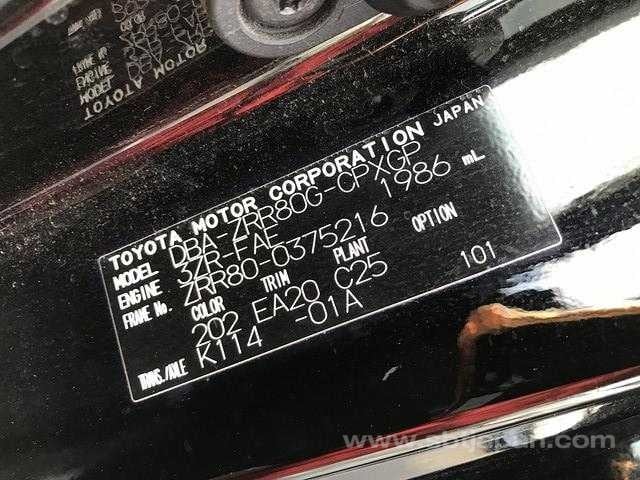 TOYOTA MOTOR CORPORATION JAPAN
MODEL DBA-ZRR80G-CPXGP
ENGINE 3ZR-FAE 1986 mL
FRAME No. ZRR80-0375216
COLOR TRIM PLANT OPTION
202 EA20 C25 101
TRANS./AXLE K114 -01A